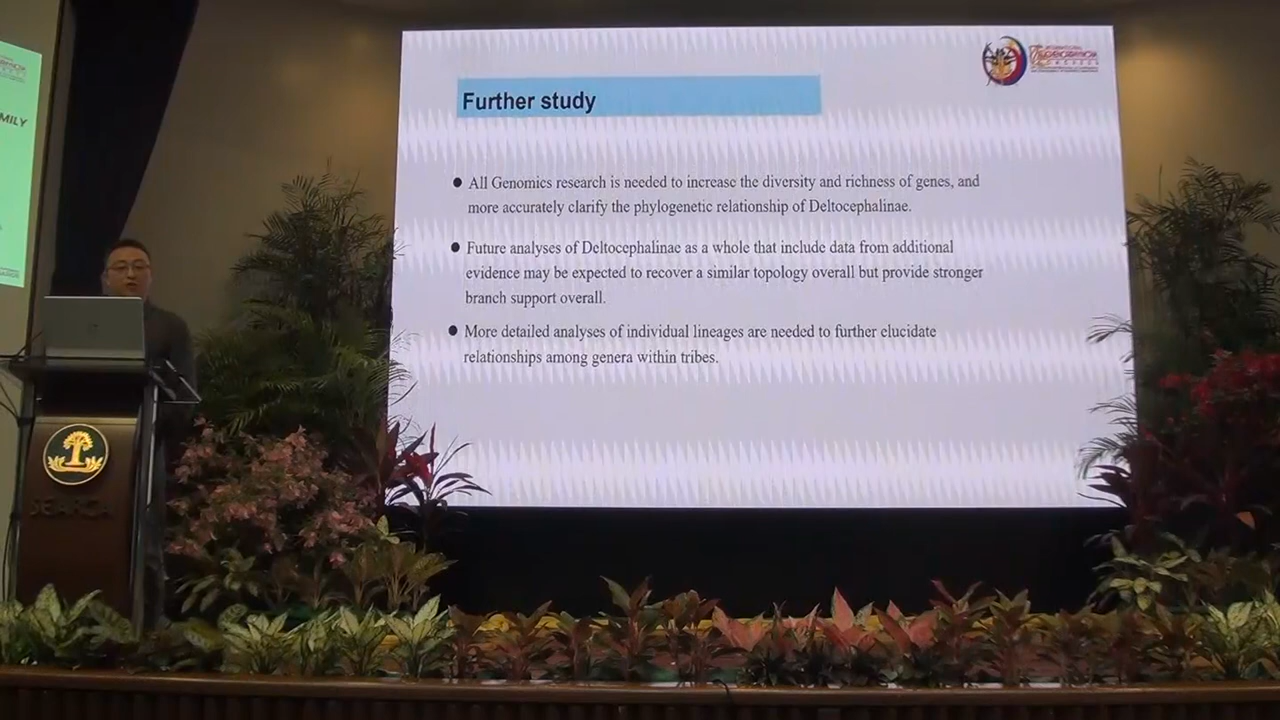 MILY
Further study
INTERNATIONAL
CONGRESS
● All Genomics research is needed to increase the diversity and richness of genes, and
more accurately clarify the phylogenetic relationship of Deltocephalinae.
● Future analyses of Deltocephalinae as a whole that include data from additional
evidence may be expected to recover a similar topology overall but provide stronger
branch support overall.
● More detailed analyses of individual lineages are needed to further elucidate
relationships among genera within tribes.
SEARCA